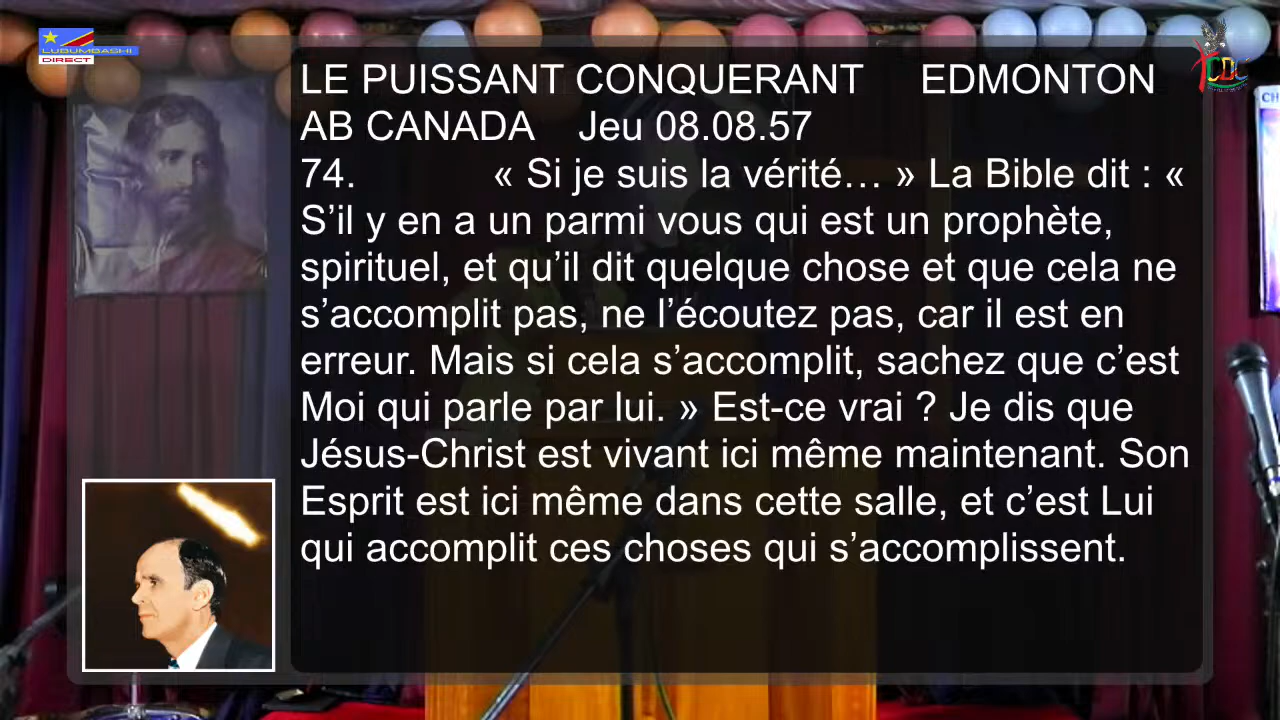 LUBUMBASHI
DIRECT
CDC
CH
LE PUISSANT CONQUERANT EDMONTON
AB CANADA Jeu 08.08.57
74. « Si je suis la vérité… » La Bible dit : «
S’il y en a un parmi vous qui est un prophète,
spirituel, et qu’il dit quelque chose et que cela ne
s’accomplit pas, ne l’écoutez pas, car il est en
erreur. Mais si cela s’accomplit, sachez que c’est
Moi qui parle par lui. » Est-ce vrai ? Je dis que
Jésus-Christ est vivant ici même maintenant. Son
Esprit est ici même dans cette salle, et c’est Lui
qui accomplit ces choses qui s’accomplissent.